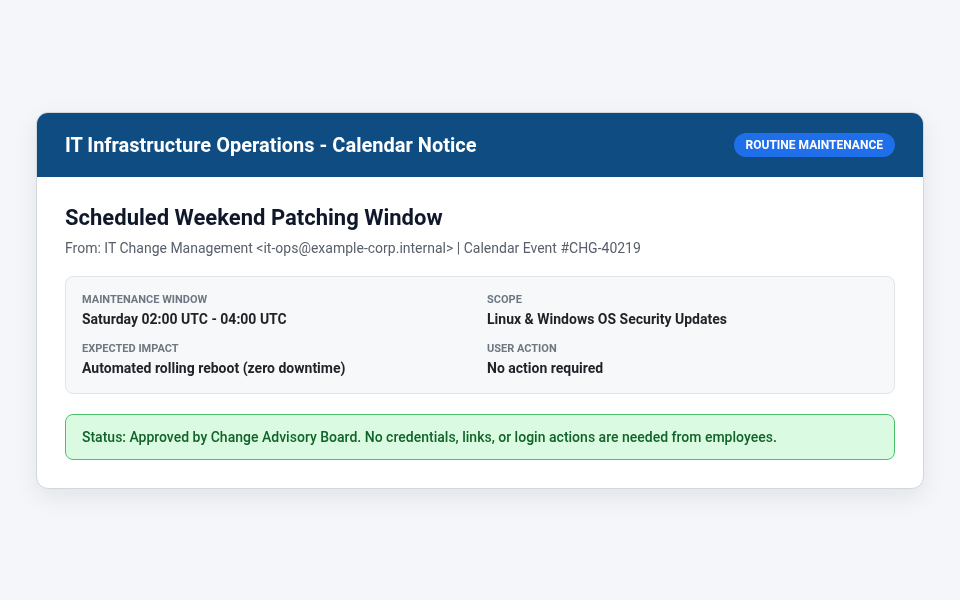 IT Infrastructure Operations - Calendar Notice
ROUTINE MAINTENANCE
Scheduled Weekend Patching Window
From: IT Change Management <it-ops@example-corp.internal> | Calendar Event #CHG-40219
MAINTENANCE WINDOW
Saturday 02:00 UTC - 04:00 UTC
SCOPE
Linux & Windows OS Security Updates
EXPECTED IMPACT
Automated rolling reboot (zero downtime)
USER ACTION
No action required
Status: Approved by Change Advisory Board. No credentials, links, or login actions are needed from employees.